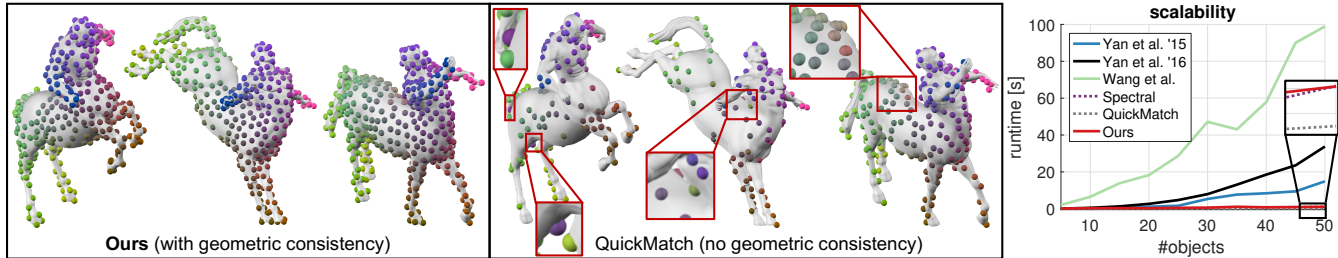 Ours (with geometric consistency)
QuickMatch (no geometric consistency)
scalability
runtime [s]
100
80
60
40
20
0
Yan et al. '15
Yan et al. '16
Wang et al.
Spectral
QuickMatch
Ours
10 20 30 40 50
#objects